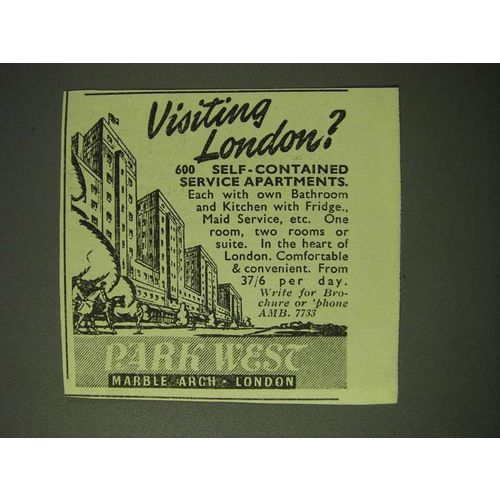 Visiting
London?
600 SELF-CONTAINED
SERVICE APARTMENTS.
Each with own Bathroom
and Kitchen with Fridge.,
Maid Service, etc. One
room, two rooms or
suite. In the heart of
London. Comfortable
& convenient. From
37/6 per day.
Write for Bro-
chure or 'phone
AMB. 7733
PARK WEST
MARBLE ARCH · LONDON